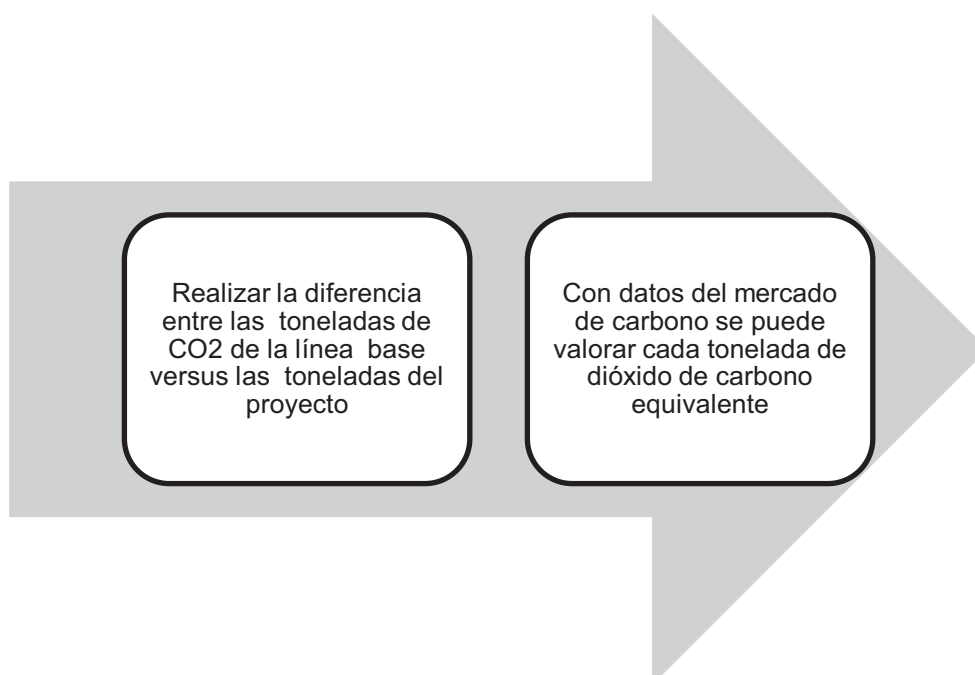 Realizar la diferencia
entre las toneladas de
CO2 de la línea base
versus las toneladas del
proyecto
Con datos del mercado
de carbono se puede
valorar cada tonelada de
dióxido de carbono
equivalente